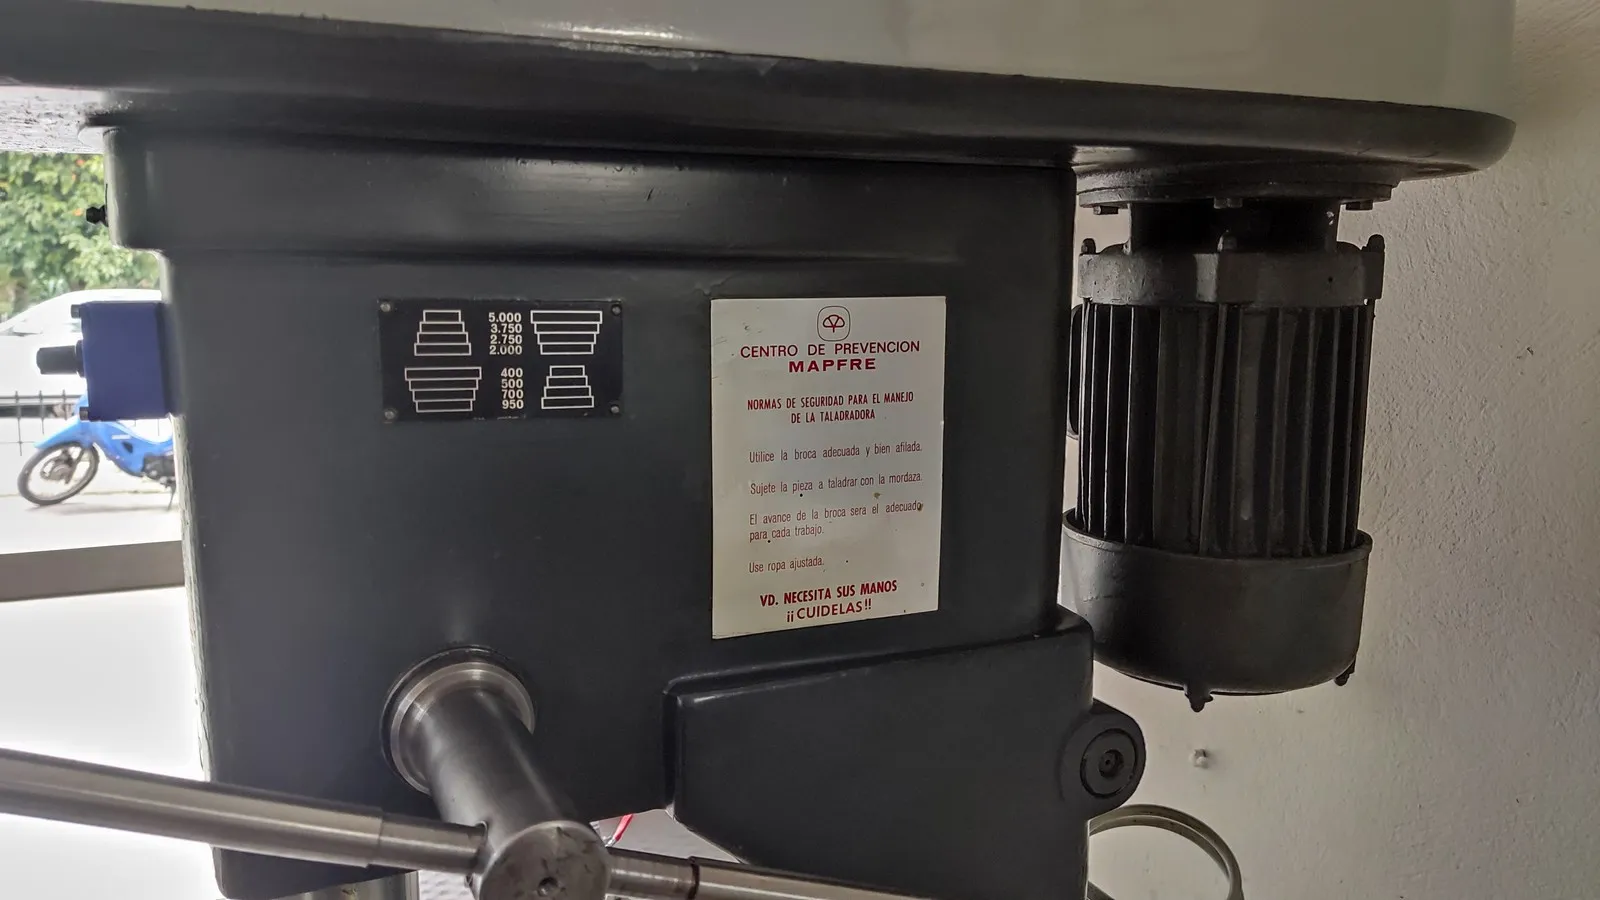 5.000
3.750
2.750
2.000
400
500
700
950
CENTRO DE PREVENCION
MAPFRE
NORMAS DE SEGURIDAD PARA EL MANEJO
DE LA TALADRADORA
Utilice la broca adecuada y bien afilada.
Sujete la pieza a taladrar con la mordaza.
El avance de la broca sera el adecuado
para cada trabajo.
Use ropa ajustada.
VD. NECESITA SUS MANOS
¡¡CUIDELAS!!